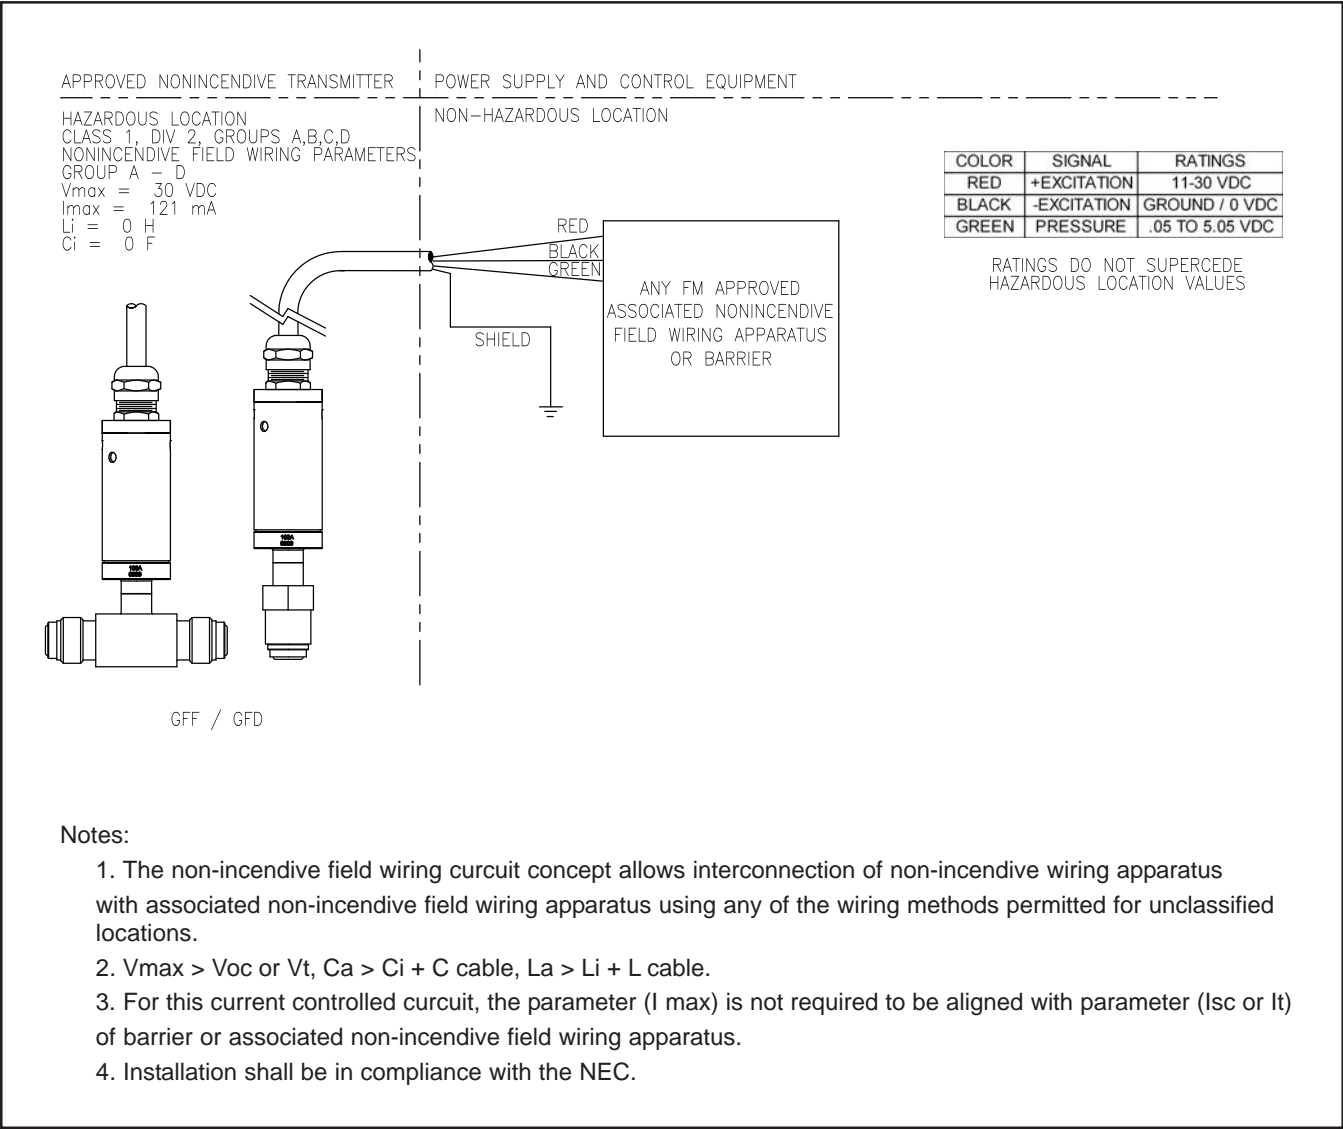 APPROVED NONINCENDIVE TRANSMITTER
POWER SUPPLY AND CONTROL EQUIPMENT
HAZARDOUS LOCATION
CLASS 1, DIV 2, GROUPS A,B,C,D
NONINCENDIVE FIELD WIRING PARAMETERS
GROUP A – D
Vmax = 30 VDC
Imax = 121 mA
Li = 0 H
Ci = 0 F
NON–HAZARDOUS LOCATION
COLOR SIGNAL RATINGS
RED +EXCITATION 11-30 VDC
BLACK -EXCITATION GROUND / 0 VDC
GREEN PRESSURE .05 TO 5.05 VDC
RATINGS DO NOT SUPERCEDE
HAZARDOUS LOCATION VALUES
RED
BLACK
GREEN
SHIELD
ANY FM APPROVED
ASSOCIATED NONINCENDIVE
FIELD WIRING APPARATUS
OR BARRIER
GFF / GFD
Notes:
1. The non-incendive field wiring curcuit concept allows interconnection of non-incendive wiring apparatus
with associated non-incendive field wiring apparatus using any of the wiring methods permitted for unclassified
locations.
2. Vmax > Voc or Vt, Ca > Ci + C cable, La > Li + L cable.
3. For this current controlled curcuit, the parameter (I max) is not required to be aligned with parameter (Isc or It)
of barrier or associated non-incendive field wiring apparatus.
4. Installation shall be in compliance with the NEC.